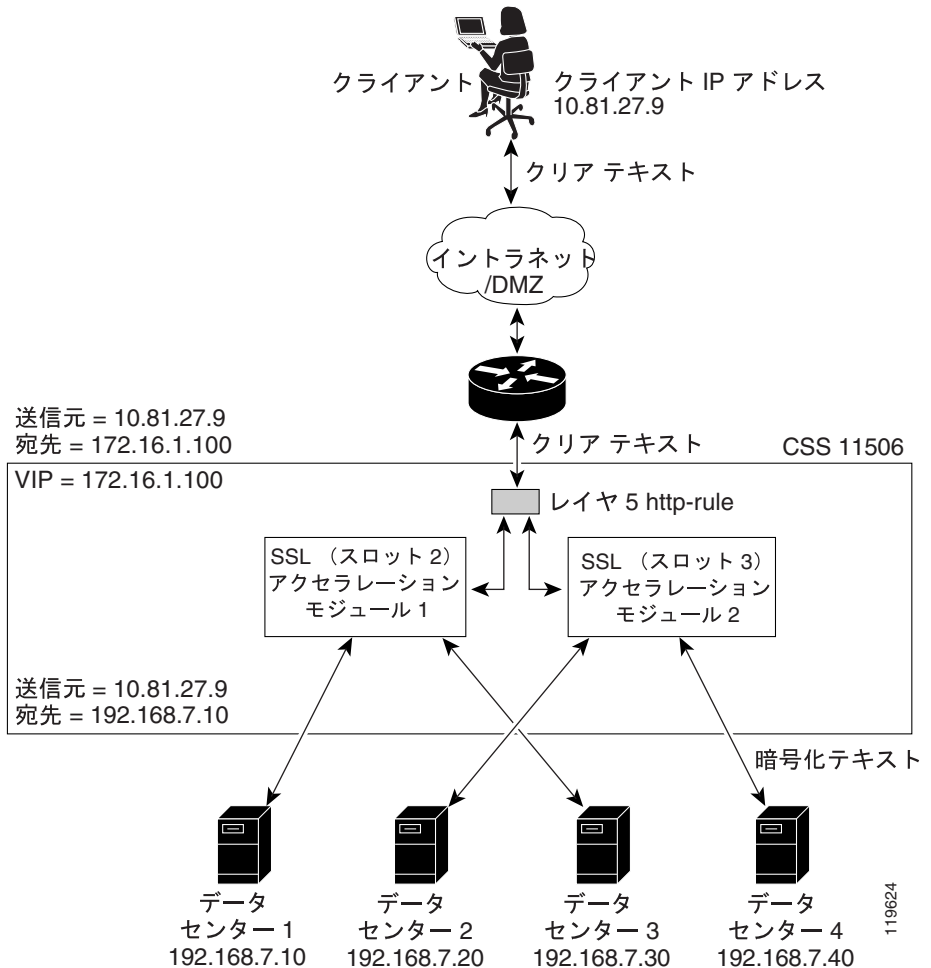 クライアント
クライアント IP アドレス
10.81.27.9
クリア テキスト
イントラネット
/DMZ
送信元 = 10.81.27.9
宛先 = 172.16.1.100
クリア テキスト
CSS 11506
VIP = 172.16.1.100
レイヤ 5 http-rule
SSL （スロット 2）
アクセラレーション
モジュール 1
SSL （スロット 3）
アクセラレーション
モジュール 2
送信元 = 10.81.27.9
宛先 = 192.168.7.10
暗号化テキスト
データ
センター 1
192.168.7.10
データ
センター 2
192.168.7.20
データ
センター 3
192.168.7.30
データ
センター 4
192.168.7.40
119624